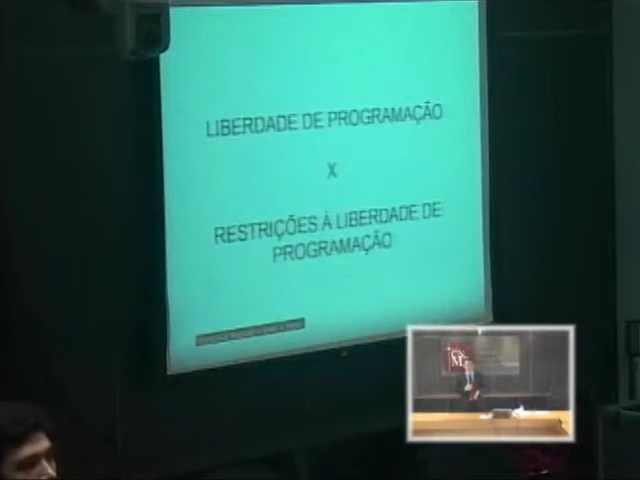 LIBERDADE DE PROGRAMAÇÃO
X
RESTRIÇÕES À LIBERDADE DE
PROGRAMAÇÃO